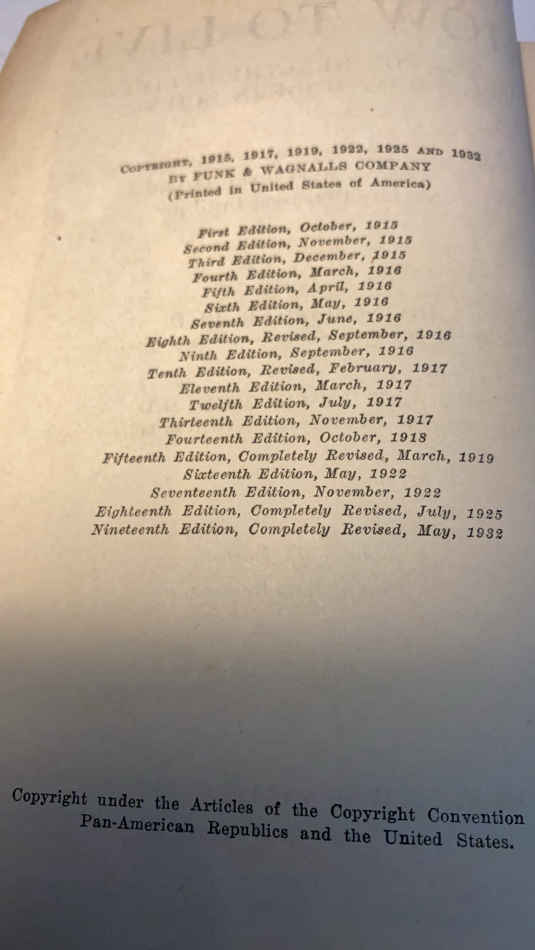 COPYRIGHT, 1915, 1917, 1919, 1922, 1925 AND 1932
BY FUNK & WAGNALLS COMPANY
(Printed in United States of America)
First Edition, October, 1915
Second Edition, November, 1915
Third Edition, December, 1915
Fourth Edition, March, 1916
Fifth Edition, April, 1916
Sixth Edition, May, 1916
Seventh Edition, June, 1916
Eighth Edition, Revised, September, 1916
Ninth Edition, September, 1916
Tenth Edition, Revised, February, 1917
Eleventh Edition, March, 1917
Twelfth Edition, July, 1917
Thirteenth Edition, November, 1917
Fourteenth Edition, October, 1918
Fifteenth Edition, Completely Revised, March, 1919
Sixteenth Edition, May, 1922
Seventeenth Edition, November, 1922
Eighteenth Edition, Completely Revised, July, 1925
Nineteenth Edition, Completely Revised, May, 1932
Copyright under the Articles of the Copyright Convention
Pan-American Republics and the United States.